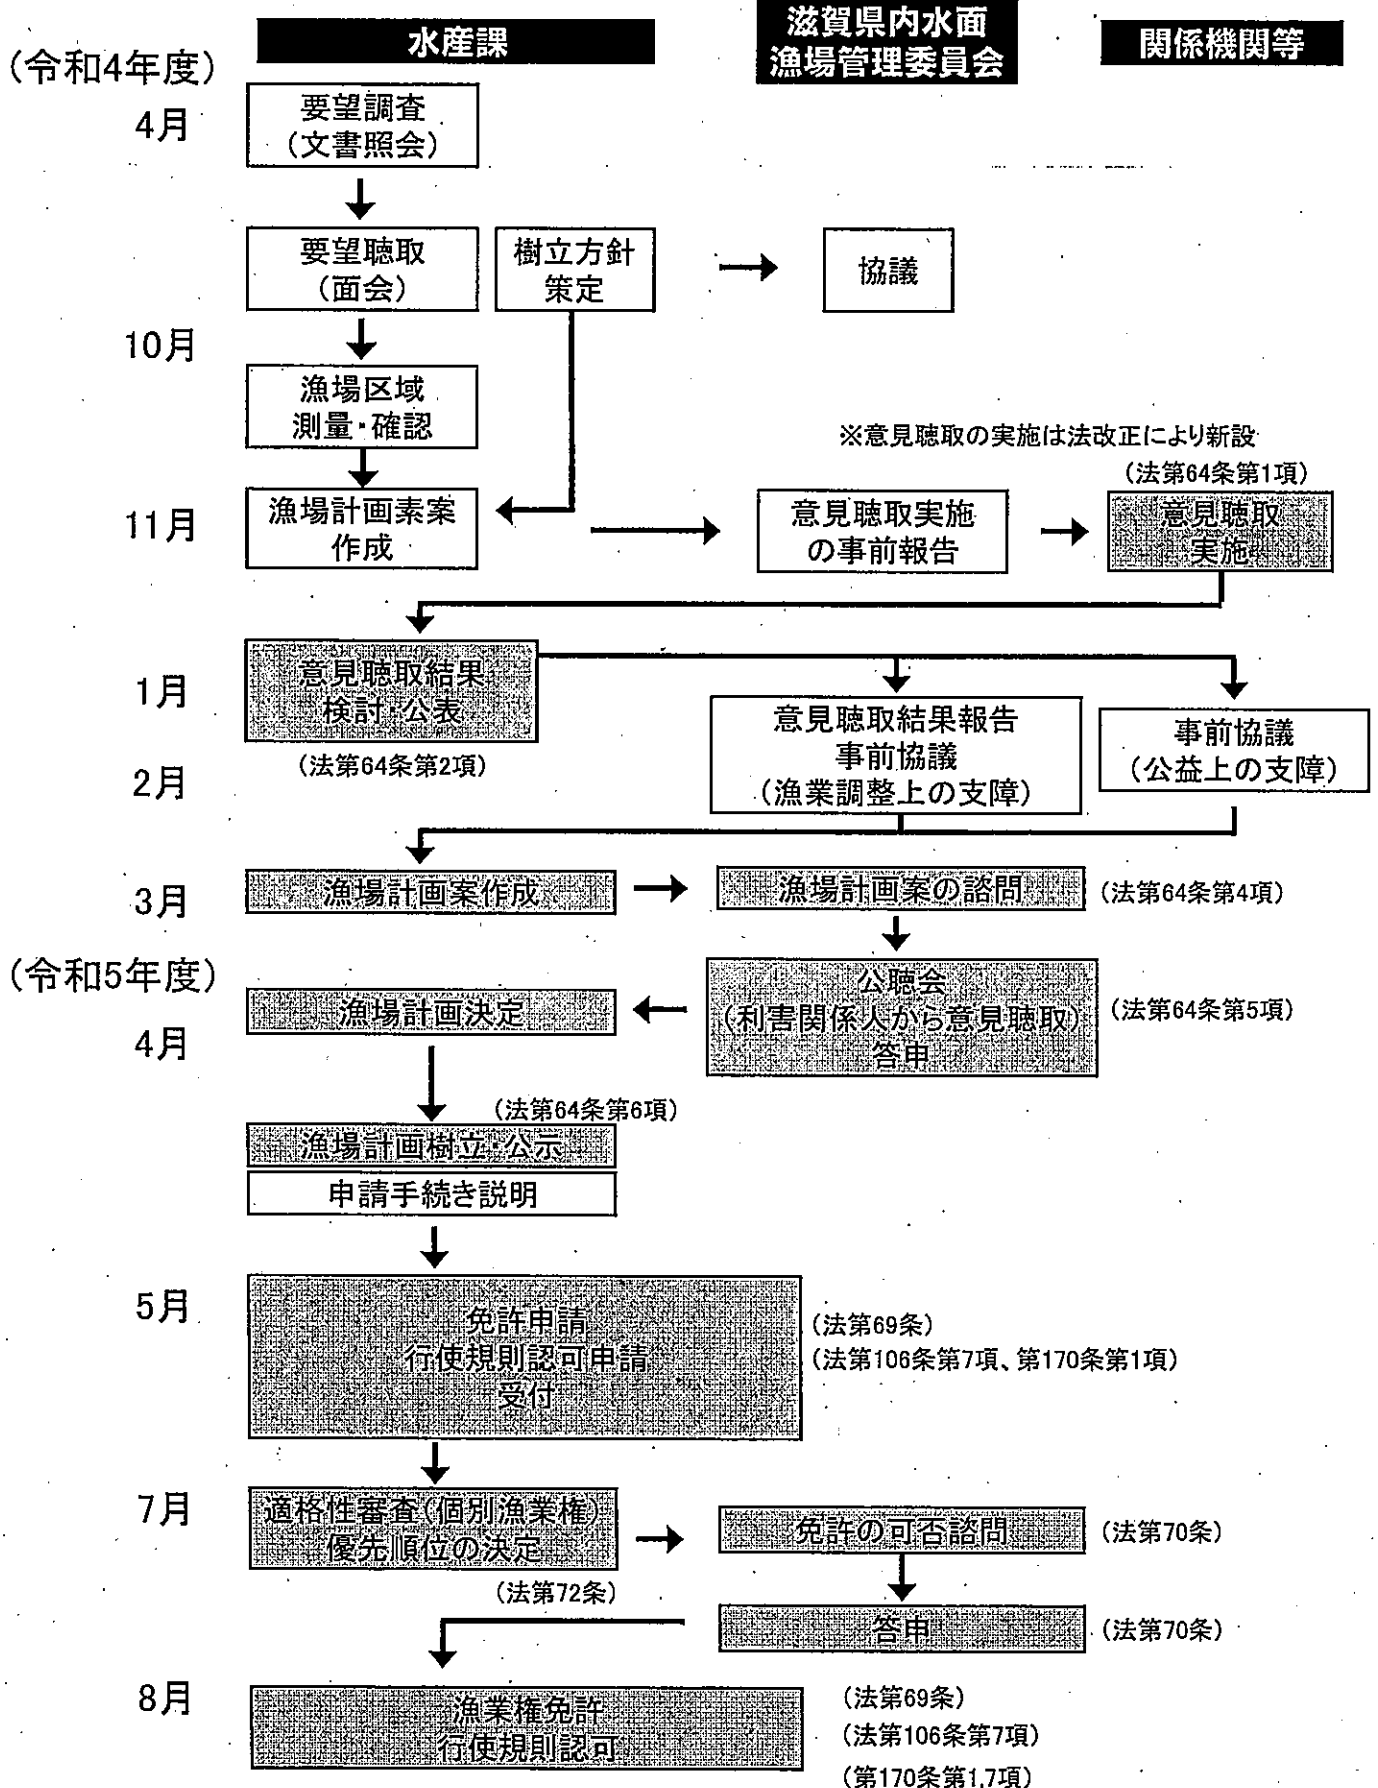 水産課
滋賀県内水面
漁場管理委員会
関係機関等
(令和4年度)
4月
要望調査
(文書照会)
要望聴取
(面会)
樹立方針
策定
協議
10月
漁場区域
測量・確認
※意見聴取の実施は法改正により新設
(法第64条第1項)
11月
漁場計画素案
作成
意見聴取実施
の事前報告
意見聴取
実施
1月
意見聴取結果
検討・公表
(法第64条第2項)
2月
意見聴取結果報告
事前協議
(漁業調整上の支障)
事前協議
(公益上の支障)
3月
漁場計画案作成
漁場計画案の諮問
(法第64条第4項)
(令和5年度)
4月
漁場計画決定
公聴会
(利害関係人から意見聴取)
答申
(法第64条第5項)
(法第64条第6項)
漁場計画樹立・公示
申請手続き説明
5月
免許申請
行使規則認可申請
受付
(法第69条)
(法第106条第7項、第170条第1項)
7月
適格性審査(個別漁業権)
優先順位の決定
(法第72条)
免許の可否諮問
(法第70条)
答申
(法第70条)
8月
漁業権免許
行使規則認可
(法第69条)
(法第106条第7項)
(第170条第1,7項)